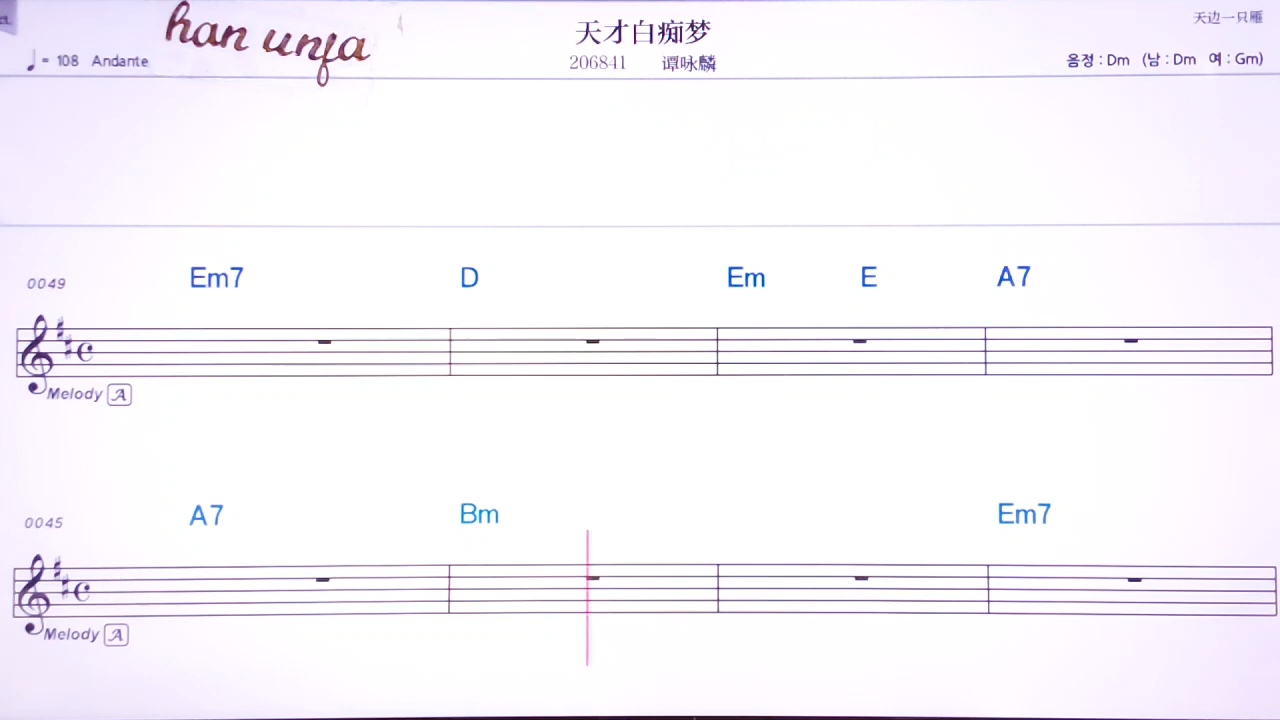 han unfa
天才白痴梦
天边一只雁
♩= 108 Andante
206841 谭咏麟
음정 : Dm (남 : Dm 여 : Gm)
0049 Em7 D Em E A7
Melody A
0045 A7 Bm Em7
Melody A